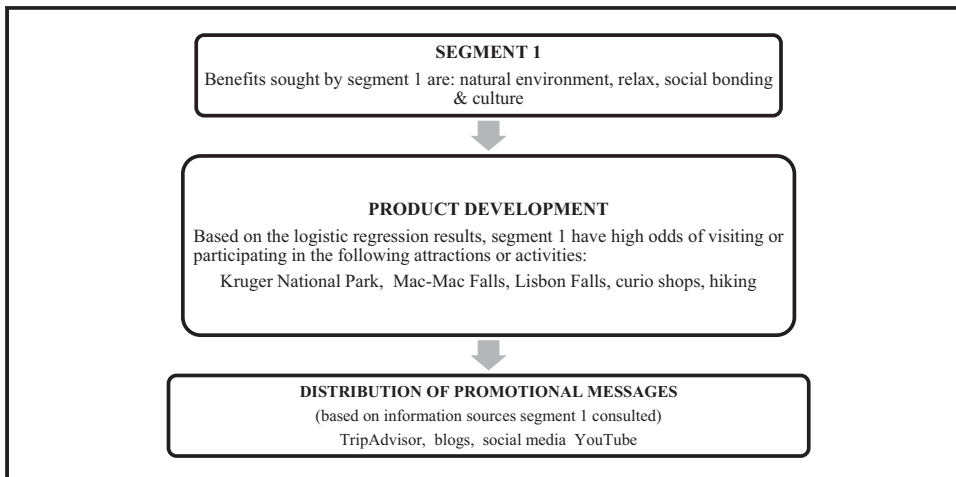 SEGMENT 1
Benefits sought by segment 1 are: natural environment, relax, social bonding
& culture
PRODUCT DEVELOPMENT
Based on the logistic regression results, segment 1 have high odds of visiting or
participating in the following attractions or activities:
Kruger National Park, Mac-Mac Falls, Lisbon Falls, curio shops, hiking
DISTRIBUTION OF PROMOTIONAL MESSAGES
(based on information sources segment 1 consulted)
TripAdvisor, blogs, social media YouTube